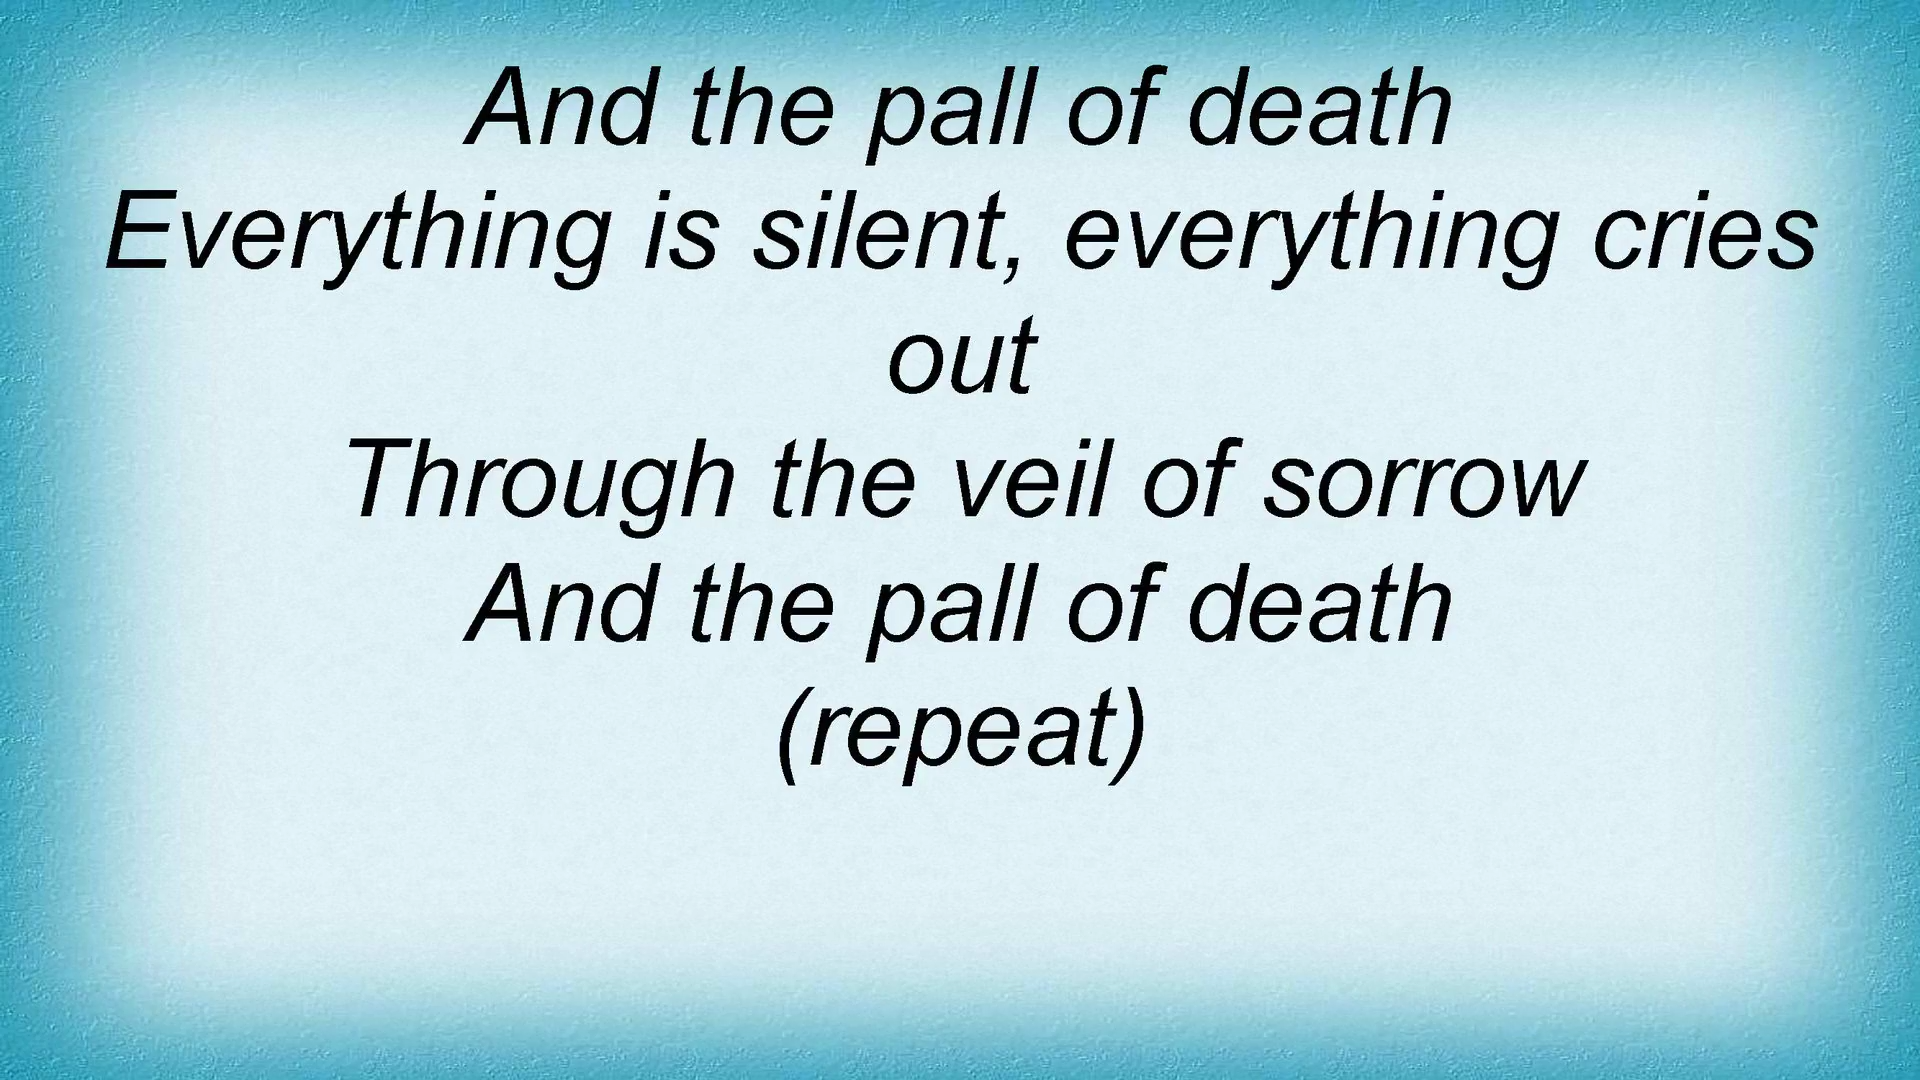 And the pall of death
Everything is silent, everything cries
out
Through the veil of sorrow
And the pall of death
(repeat)